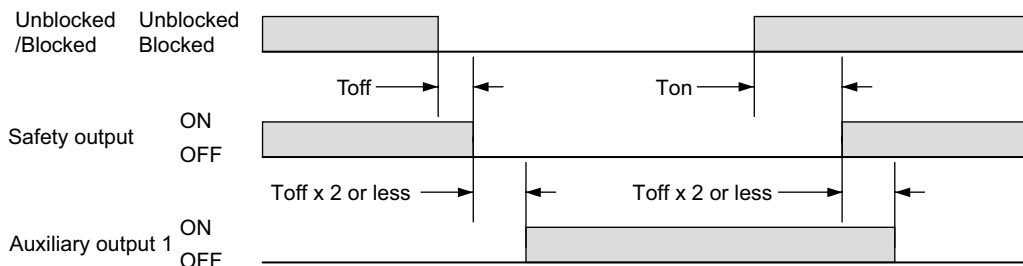 Unblocked Unblocked
/Blocked Blocked
Toff Ton
ON
Safety output
OFF
Toff x 2 or less Toff x 2 or less
ON
Auxiliary output 1
OFF